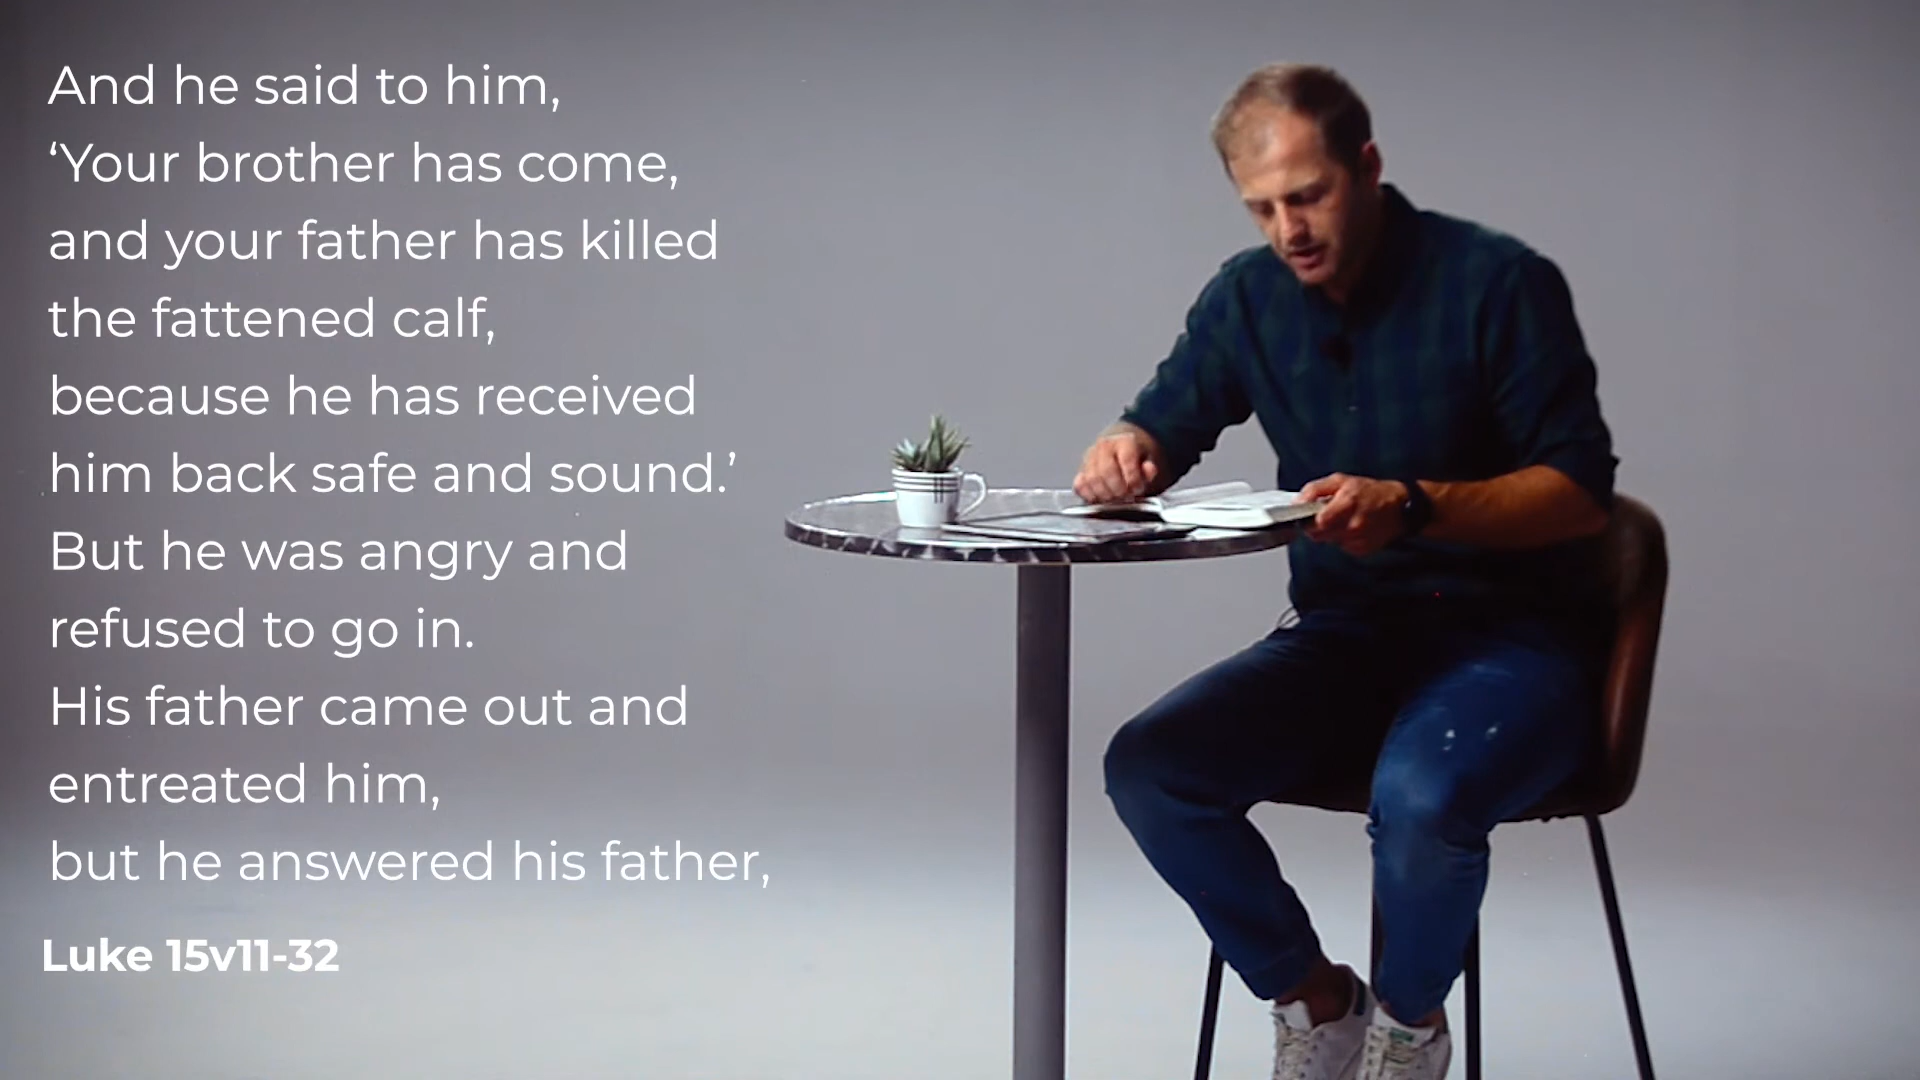 And he said to him,
‘Your brother has come,
and your father has killed
the fattened calf,
because he has received
him back safe and sound.’
But he was angry and
refused to go in.
His father came out and
entreated him,
but he answered his father,
Luke 15v11-32